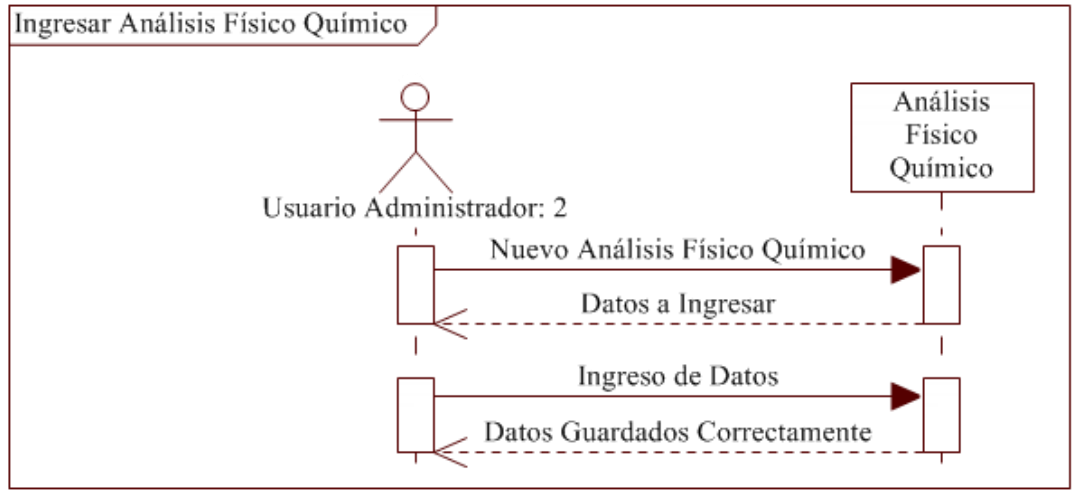 Ingresar Análisis Físico Químico
Análisis
Físico
Químico
Usuario Administrador: 2
Nuevo Análisis Físico Químico
Datos a Ingresar
Ingreso de Datos
Datos Guardados Correctamente